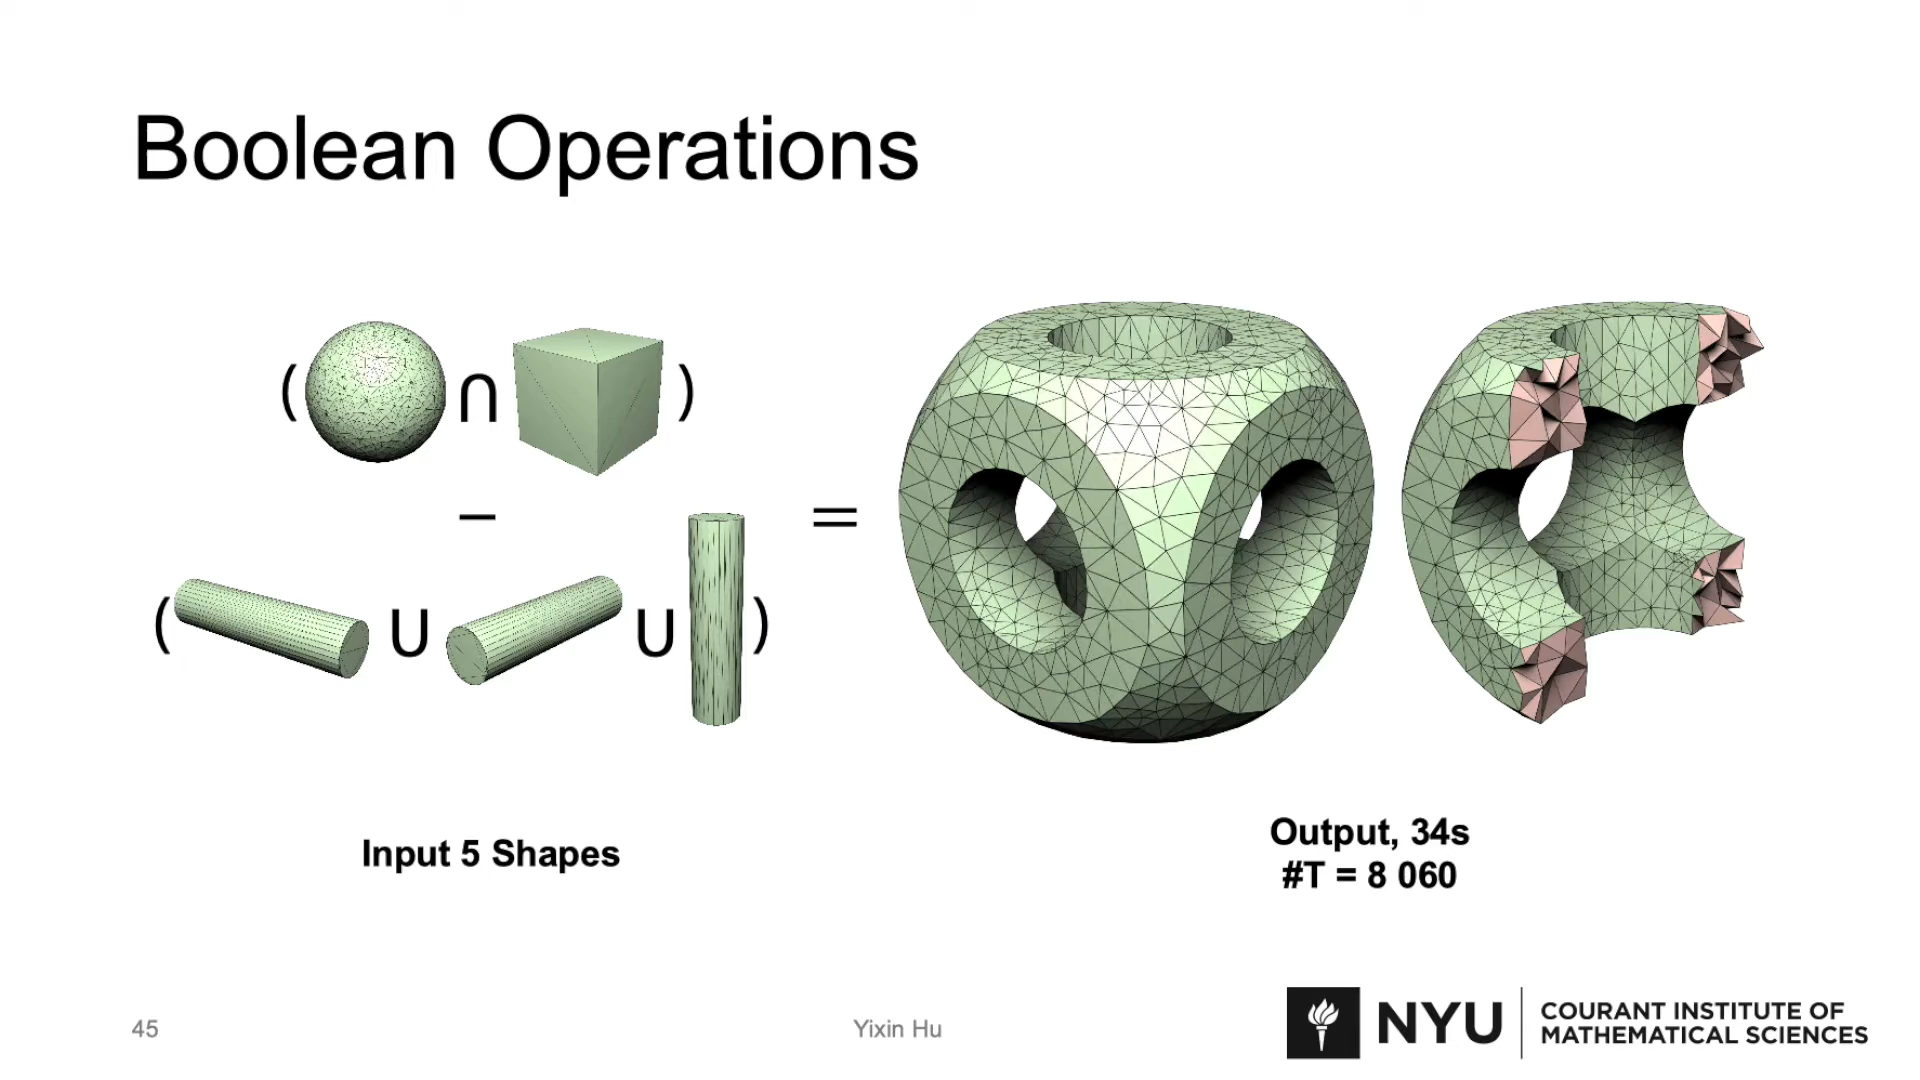 Boolean Operations
( ∩ )
−
( ∪ ∪ )
=
Input 5 Shapes
Output, 34s
#T = 8 060
45
Yixin Hu
NYU
COURANT INSTITUTE OF
MATHEMATICAL SCIENCES